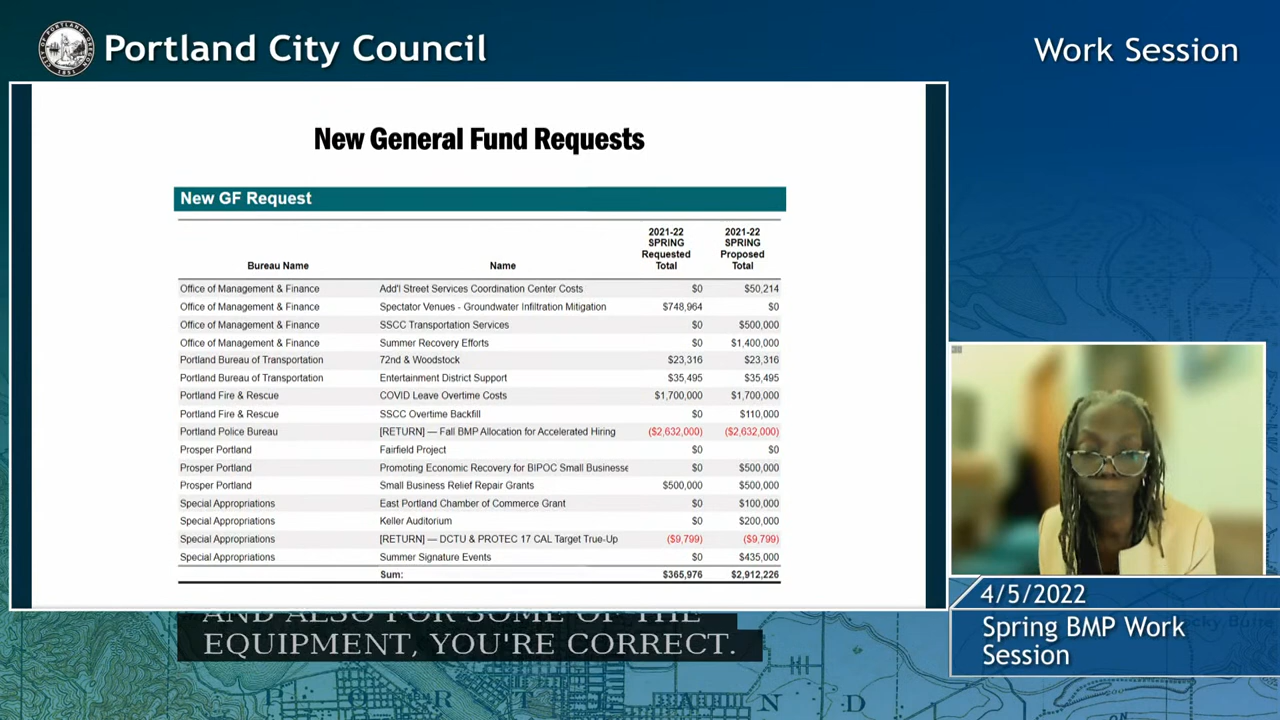 Portland City Council
Work Session
New General Fund Requests
New GF Request
Bureau Name Name 2021-22 SPRING Requested Total 2021-22 SPRING Proposed Total
Office of Management & Finance Add'l Street Services Coordination Center Costs $0 $50,214
Office of Management & Finance Spectator Venues - Groundwater Infiltration Mitigation $748,964 $0
Office of Management & Finance SSCC Transportation Services $0 $500,000
Office of Management & Finance Summer Recovery Efforts $0 $1,400,000
Portland Bureau of Transportation 72nd & Woodstock $23,316 $23,316
Portland Bureau of Transportation Entertainment District Support $35,495 $35,495
Portland Fire & Rescue COVID Leave Overtime Costs $1,700,000 $1,700,000
Portland Fire & Rescue SSCC Overtime Backfill $0 $110,000
Portland Police Bureau [RETURN] — Fall BMP Allocation for Accelerated Hiring ($2,632,000) ($2,632,000)
Prosper Portland Fairfield Project $0 $0
Prosper Portland Promoting Economic Recovery for BIPOC Small Businesse $0 $500,000
Prosper Portland Small Business Relief Repair Grants $500,000 $500,000
Special Appropriations East Portland Chamber of Commerce Grant $0 $100,000
Special Appropriations Keller Auditorium $0 $200,000
Special Appropriations [RETURN] — DCTU & PROTEC 17 CAL Target True-Up ($9,799) ($9,799)
Special Appropriations Summer Signature Events $0 $435,000
Sum: $365,976 $2,912,226
4/5/2022
Spring BMP Work
Session
AND ALSO FOR SOME OF THE
EQUIPMENT, YOU'RE CORRECT.
P O R T L A N D